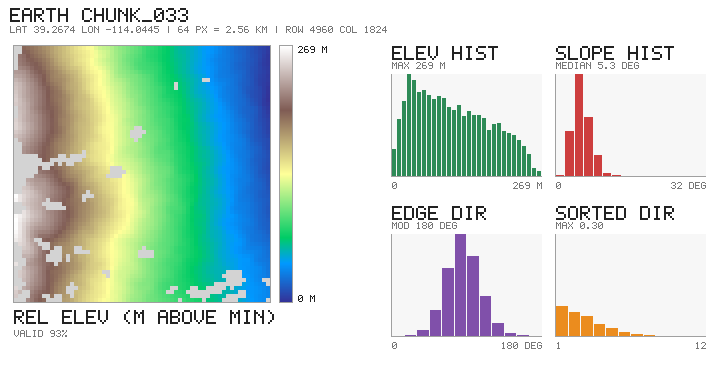 EARTH CHUNK_033
LAT 39.2674 LON -114.0445 | 64 PX = 2.56 KM | ROW 4960 COL 1824
269 M
0 M
REL ELEV (M ABOVE MIN)
VALID 93%
ELEV HIST
MAX 269 M
0 269 M
SLOPE HIST
MEDIAN 5.3 DEG
0 32 DEG
EDGE DIR
MOD 180 DEG
0 180 DEG
SORTED DIR
MAX 0.30
1 12